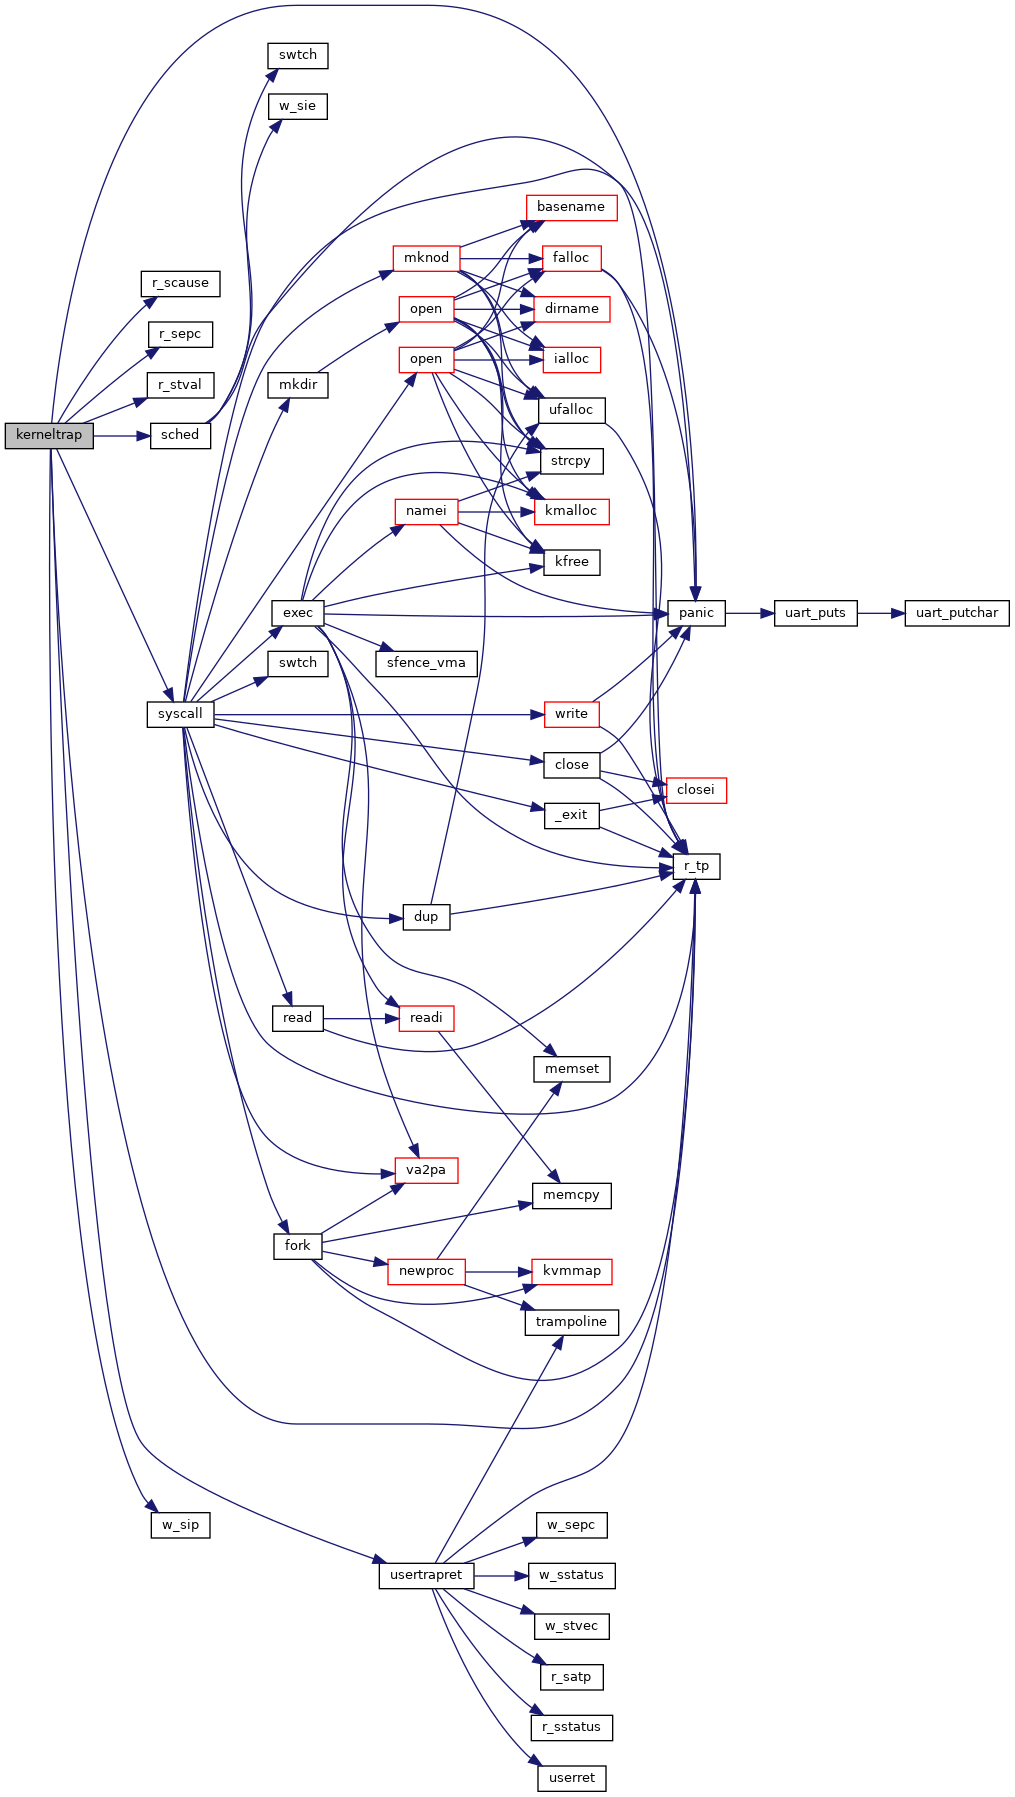 swtch
w_sie
basename
mknod
falloc
r_scause
open
dirname
r_sepc
open
ialloc
r_stval
mkdir
ufalloc
kerneltrap
sched
strcpy
namei
kmalloc
kfree
exec
panic
uart_puts
uart_putchar
swtch
sfence_vma
syscall
write
close
closei
_exit
r_tp
dup
read
readi
memset
va2pa
memcpy
fork
newproc
kvmmap
trampoline
w_sip
w_sepc
usertrapret
w_sstatus
w_stvec
r_satp
r_sstatus
userret